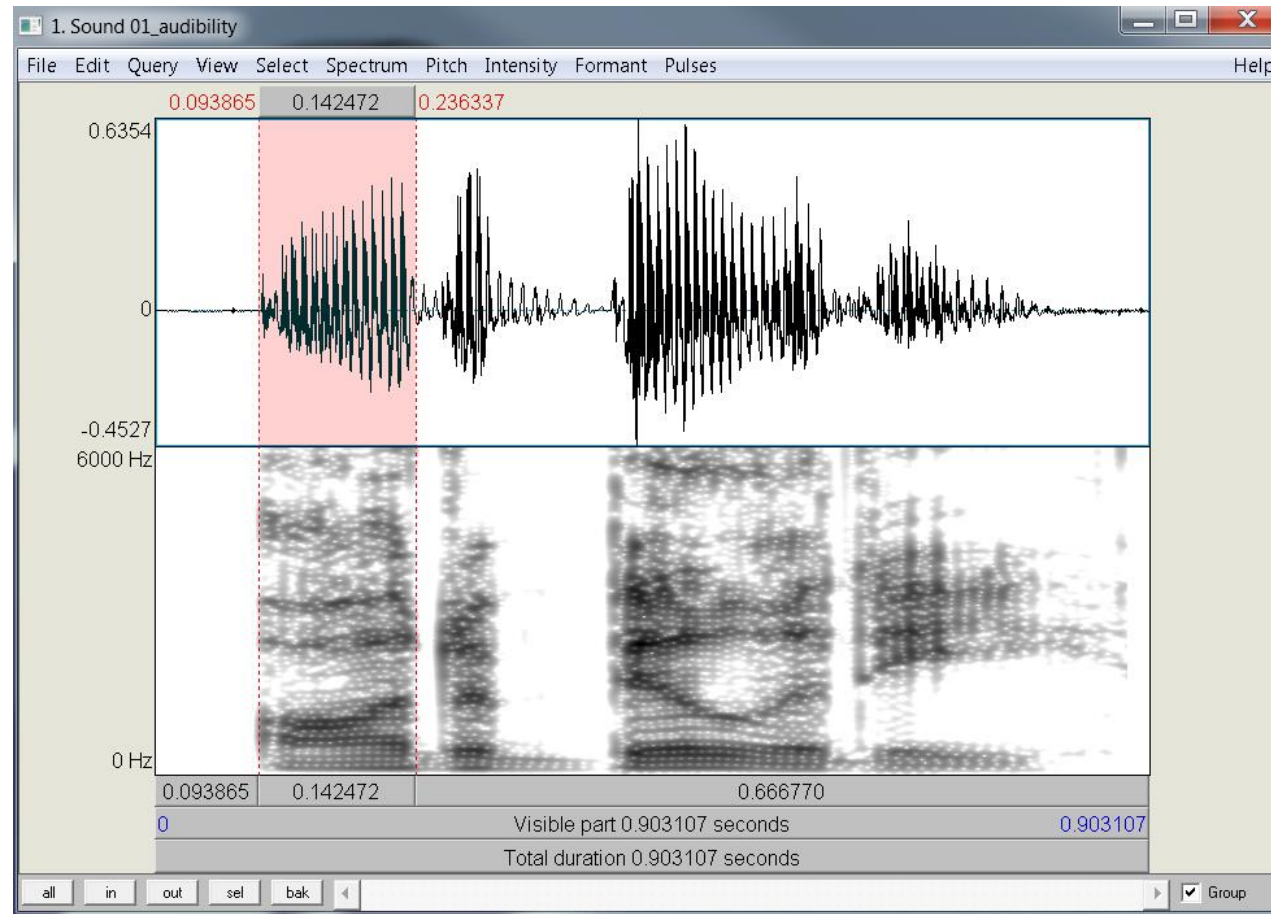 1. Sound 01_audibility
File Edit Query View Select Spectrum Pitch Intensity Formant Pulses Help
0.093865 0.142472 0.236337
0.6354
0
-0.4527
6000 Hz
0 Hz
0.093865 0.142472 0.666770
0 Visible part 0.903107 seconds 0.903107
Total duration 0.903107 seconds
all in out sel bak Group